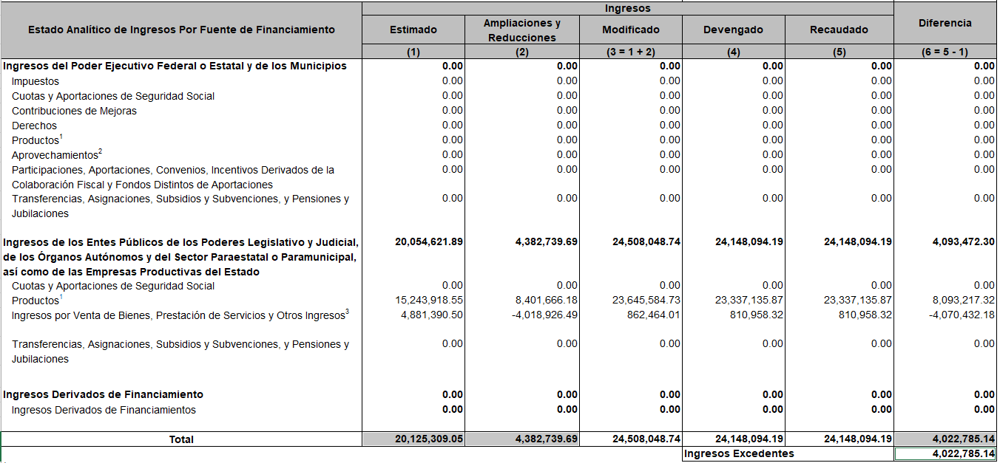 Ingresos
Estado Analítico de Ingresos Por Fuente de Financiamiento Estimado Ampliaciones y Reducciones Modificado Devengado Recaudado Diferencia
(1) (2) (3 = 1 + 2) (4) (5) (6 = 5 - 1)
Ingresos del Poder Ejecutivo Federal o Estatal y de los Municipios 0.00 0.00 0.00 0.00 0.00 0.00
Impuestos 0.00 0.00 0.00 0.00 0.00 0.00
Cuotas y Aportaciones de Seguridad Social 0.00 0.00 0.00 0.00 0.00 0.00
Contribuciones de Mejoras 0.00 0.00 0.00 0.00 0.00 0.00
Derechos 0.00 0.00 0.00 0.00 0.00 0.00
Productos¹ 0.00 0.00 0.00 0.00 0.00 0.00
Aprovechamientos² 0.00 0.00 0.00 0.00 0.00 0.00
Participaciones, Aportaciones, Convenios, Incentivos Derivados de la 0.00 0.00 0.00 0.00 0.00 0.00
Colaboración Fiscal y Fondos Distintos de Aportaciones
Transferencias, Asignaciones, Subsidios y Subvenciones, y Pensiones y 0.00 0.00 0.00 0.00 0.00 0.00
Jubilaciones
Ingresos de los Entes Públicos de los Poderes Legislativo y Judicial, 20,054,621.89 4,382,739.69 24,508,048.74 24,148,094.19 24,148,094.19 4,093,472.30
de los Órganos Autónomos y del Sector Paraestatal o Paramunicipal,
así como de las Empresas Productivas del Estado
Cuotas y Aportaciones de Seguridad Social 0.00 0.00 0.00 0.00 0.00 0.00
Productos¹ 15,243,918.55 8,401,666.18 23,645,584.73 23,337,135.87 23,337,135.87 8,093,217.32
Ingresos por Venta de Bienes, Prestación de Servicios y Otros Ingresos³ 4,881,390.50 -4,018,926.49 862,464.01 810,958.32 810,958.32 -4,070,432.18
Transferencias, Asignaciones, Subsidios y Subvenciones, y Pensiones y 0.00 0.00 0.00 0.00 0.00 0.00
Jubilaciones
Ingresos Derivados de Financiamiento 0.00 0.00 0.00 0.00 0.00 0.00
Ingresos Derivados de Financiamientos 0.00 0.00 0.00 0.00 0.00 0.00
Total 20,125,309.05 4,382,739.69 24,508,048.74 24,148,094.19 24,148,094.19 4,022,785.14
Ingresos Excedentes 4,022,785.14